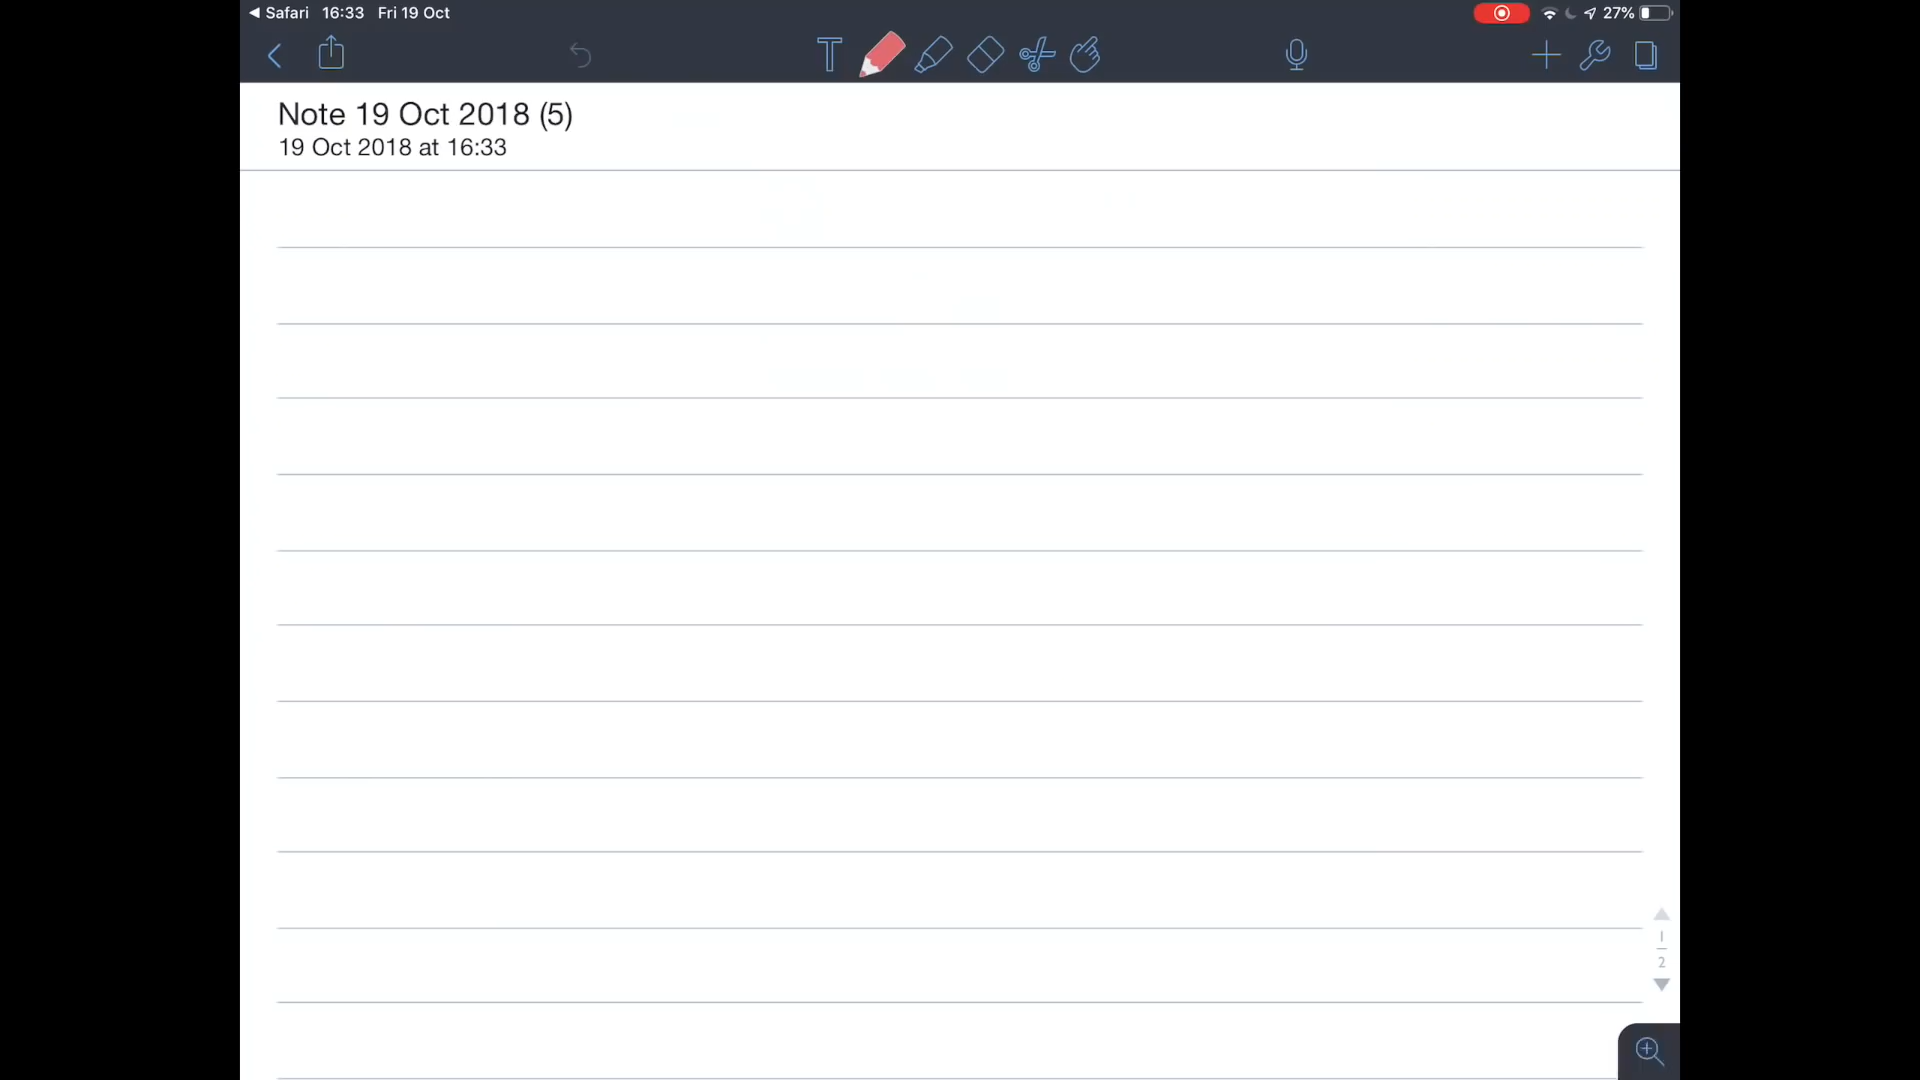 Safari 16:33 Fri 19 Oct 27%
T
Note 19 Oct 2018 (5)
19 Oct 2018 at 16:33
1
2